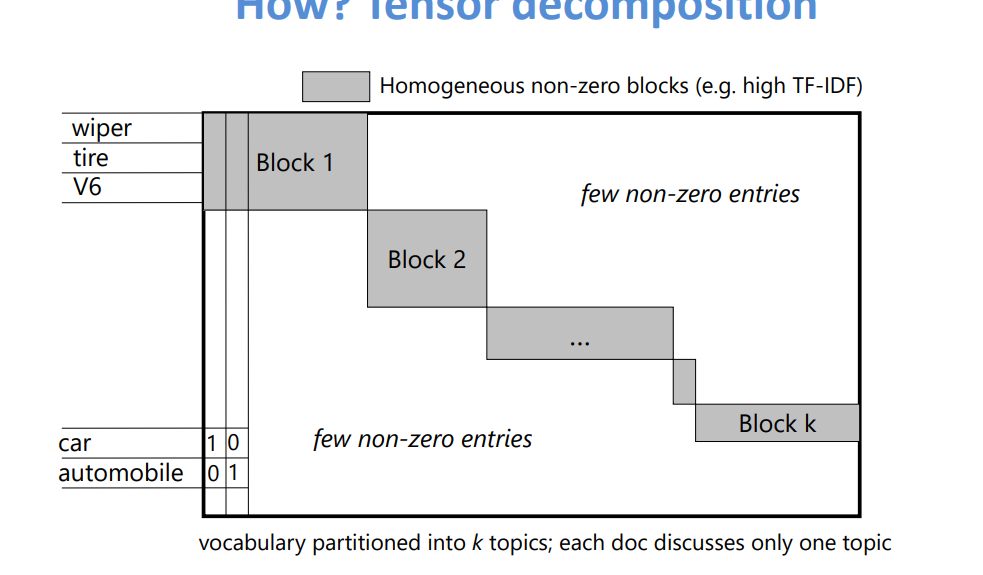 How? Tensor decomposition
Homogeneous non-zero blocks (e.g. high TF-IDF)
wiper
tire
V6
Block 1
few non-zero entries
Block 2
...
Block k
few non-zero entries
car 1 0
automobile 0 1
vocabulary partitioned into k topics; each doc discusses only one topic